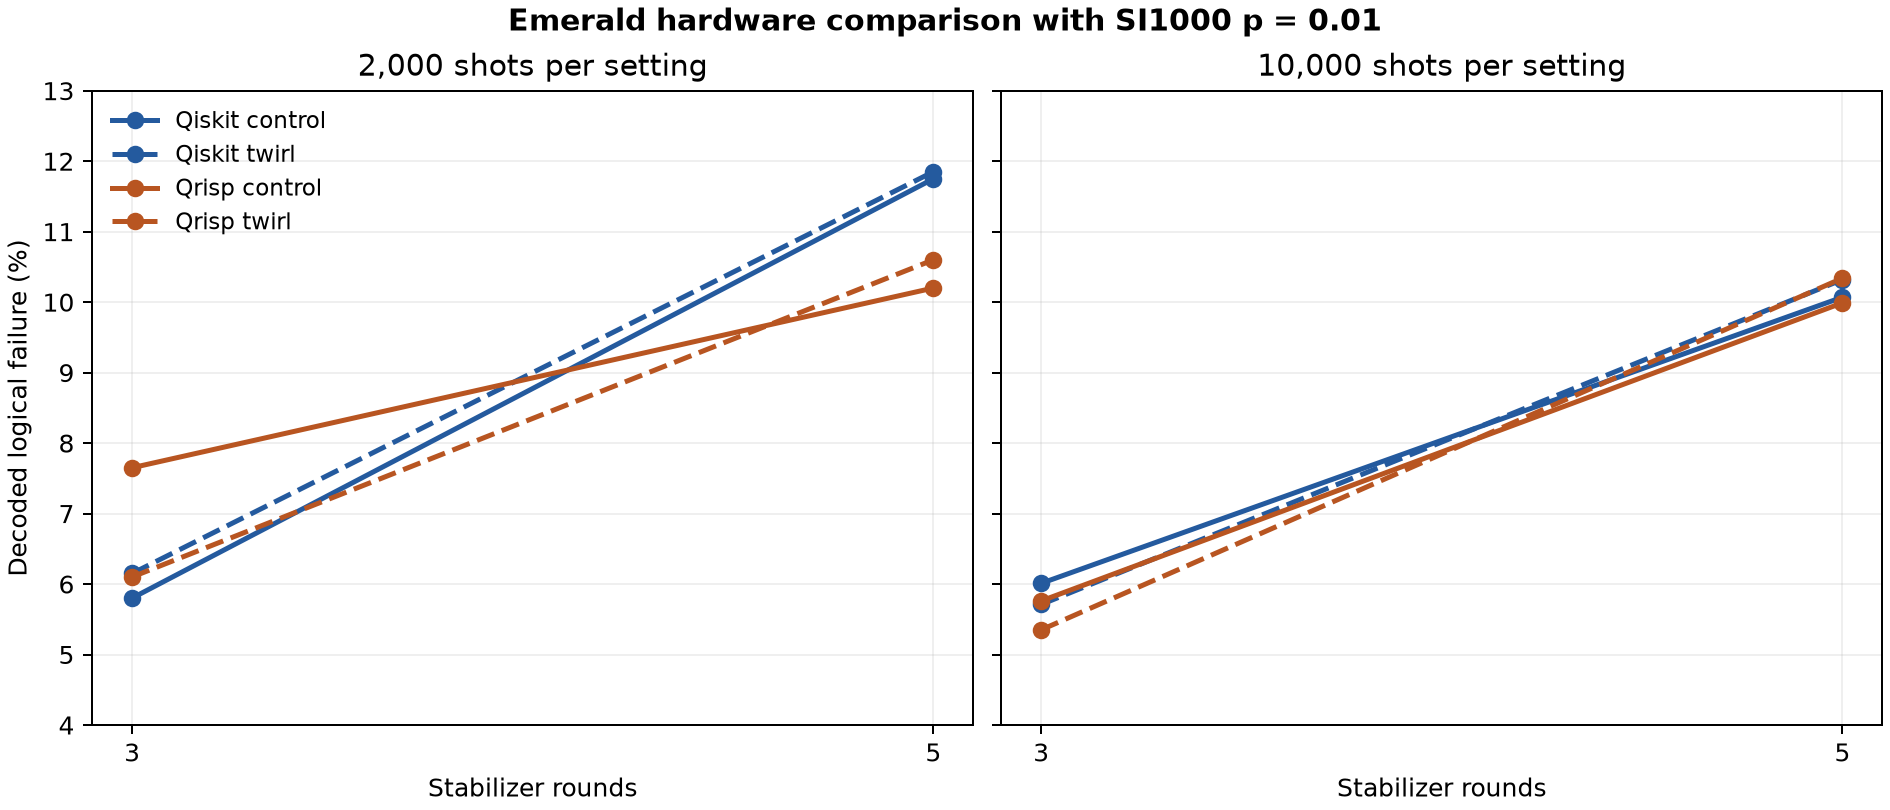 Emerald hardware comparison with SI1000 p = 0.01
2,000 shots per setting
10,000 shots per setting
Decoded logical failure (%)
13
12
11
10
9
8
7
6
5
4
Qiskit control
Qiskit twirl
Qrisp control
Qrisp twirl
3
5
3
5
Stabilizer rounds
Stabilizer rounds